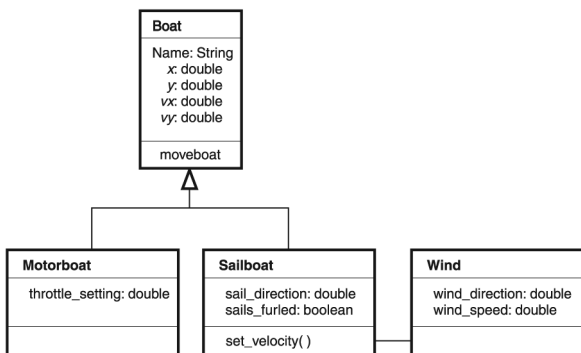 Boat
Name: String
x: double
y: double
vx: double
vy: double
moveboat
Motorboat
throttle_setting: double
Sailboat
sail_direction: double
sails_furled: boolean
set_velocity( )
Wind
wind_direction: double
wind_speed: double